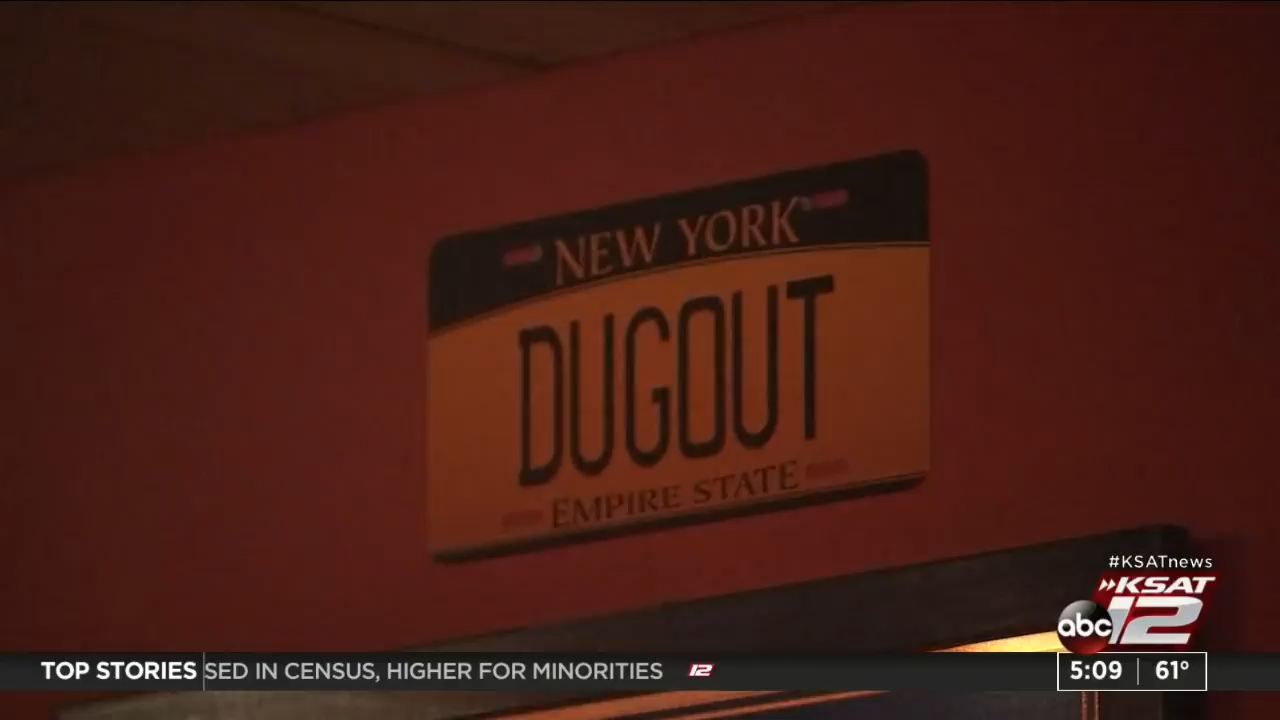 NEW YORK
DUGOUT
EMPIRE STATE
#KSATnews
KSAT
abc 12
TOP STORIES SED IN CENSUS, HIGHER FOR MINORITIES 12
5:09 61°